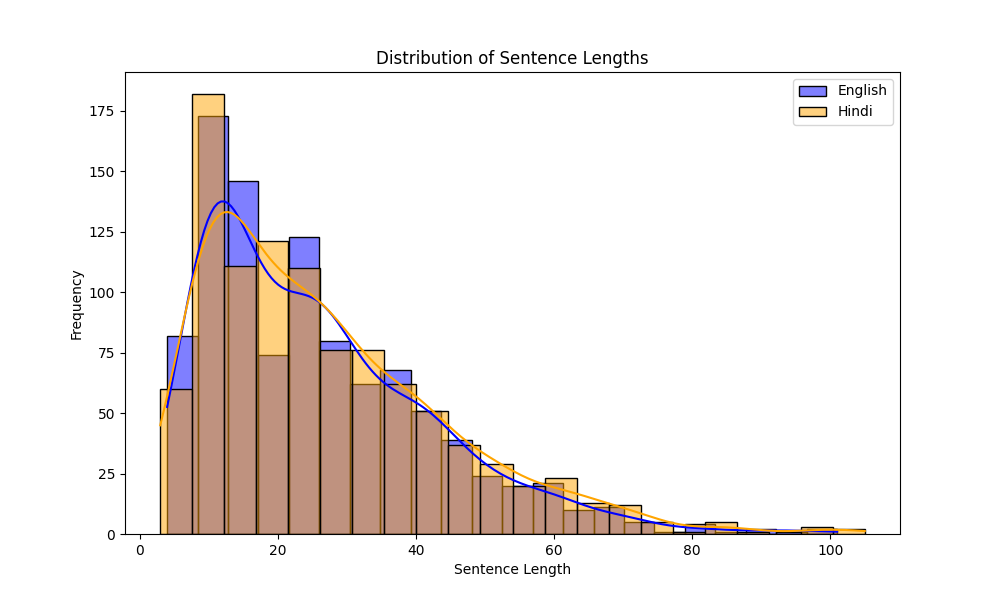 Distribution of Sentence Lengths
English
Hindi
175
150
125
100
75
50
25
0
Frequency
0 20 40 60 80 100
Sentence Length